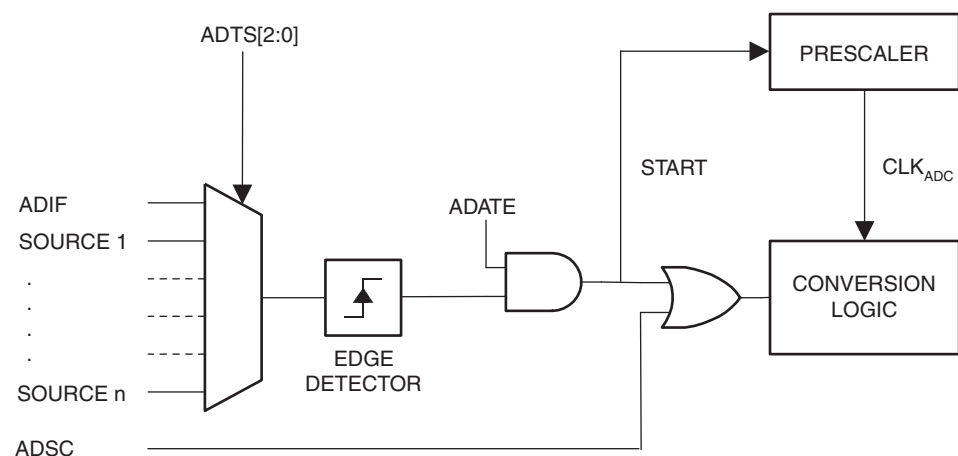 ADTS[2:0]
PRESCALER
START
CLKADC
ADIF
ADATE
SOURCE 1
.
.
.
.
CONVERSION
LOGIC
EDGE
DETECTOR
SOURCE n
ADSC